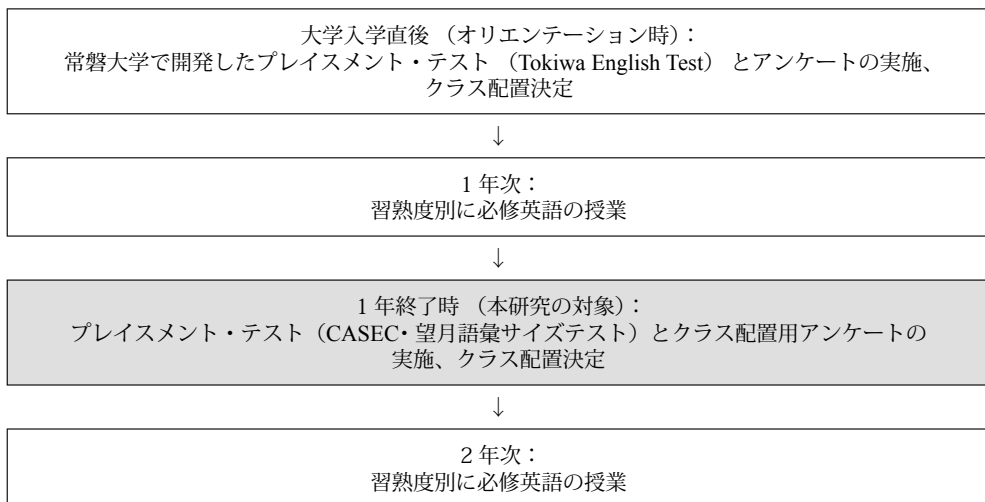 大学入学直後 （オリエンテーション時）：
常磐大学で開発したプレイスメント・テスト （Tokiwa English Test） とアンケートの実施、
クラス配置決定
↓
1 年次：
習熟度別に必修英語の授業
↓
1 年終了時 （本研究の対象）：
プレイスメント・テスト（CASEC・望月語彙サイズテスト）とクラス配置用アンケートの
実施、クラス配置決定
↓
2 年次：
習熟度別に必修英語の授業